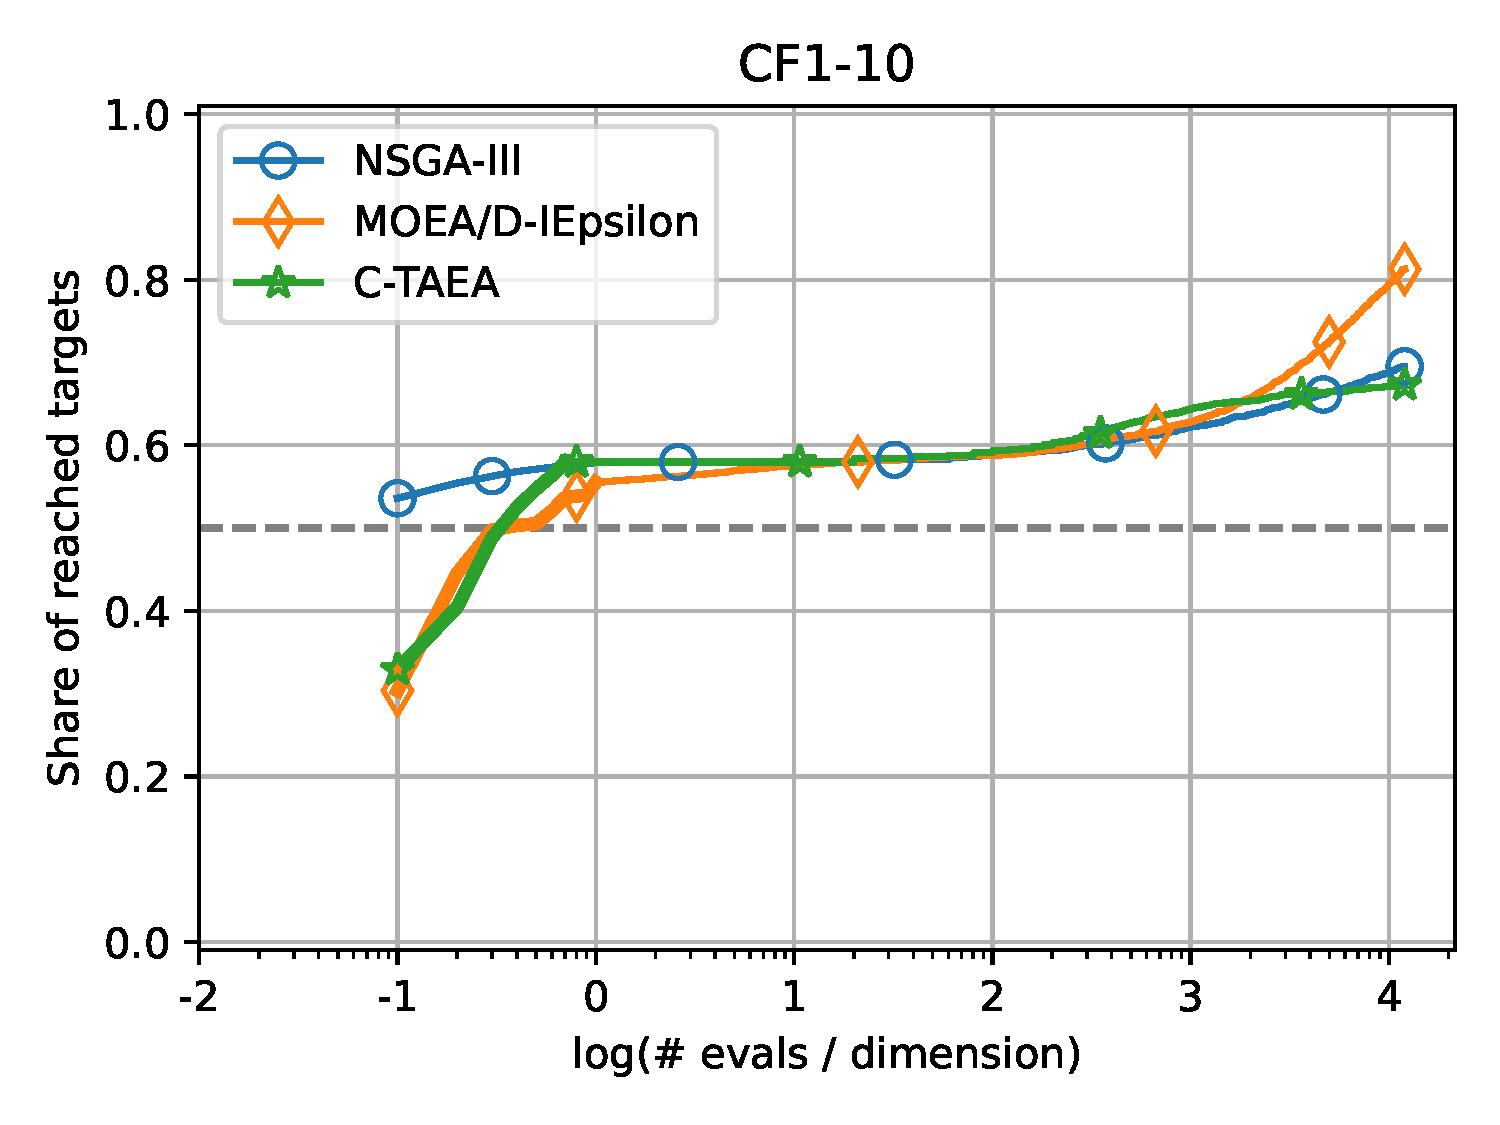 CF1-10
1.0
0.8
0.6
0.4
0.2
0.0
NSGA-III
MOEA/D-IEpsilon
C-TAEA
Share of reached targets
-2 -1 0 1 2 3 4
log(# evals / dimension)